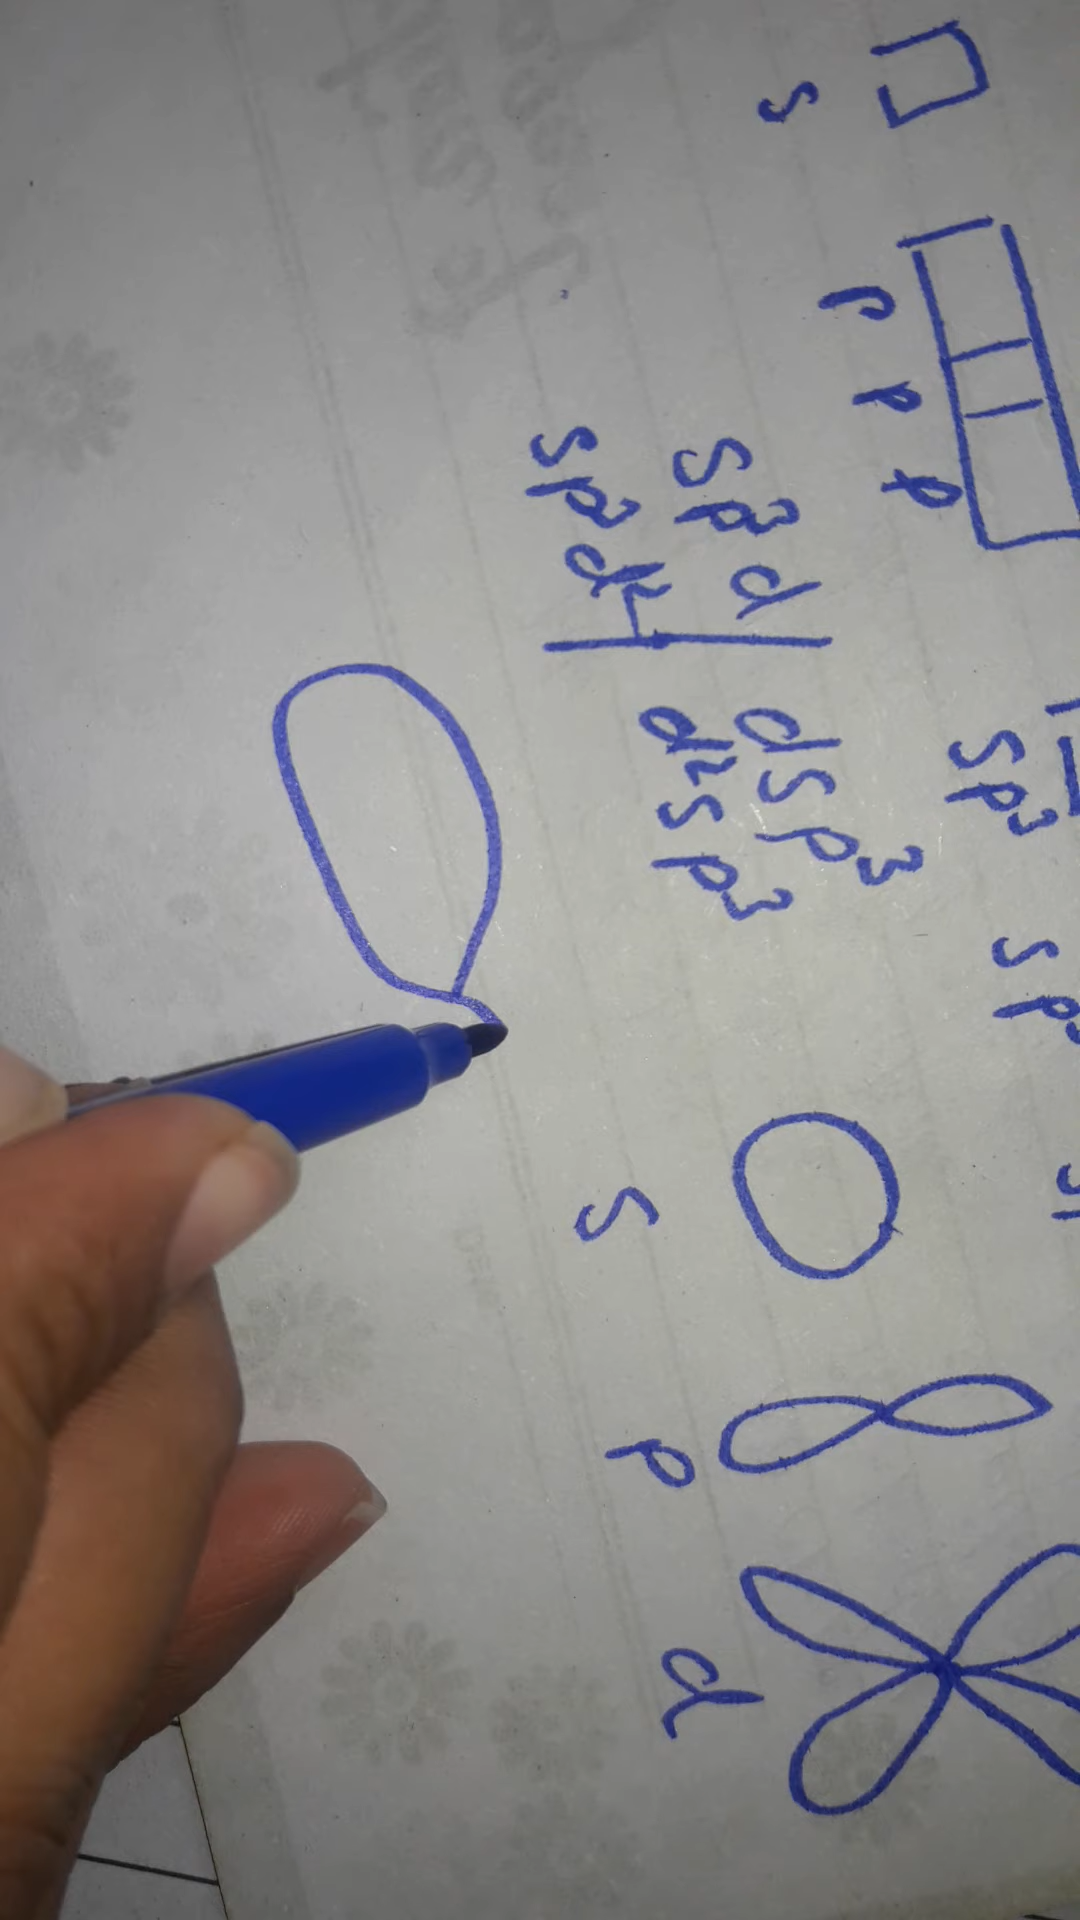 s p p p
sp³ sp²
sp³d | dsp³
sp³d² | d²sp³
s p d